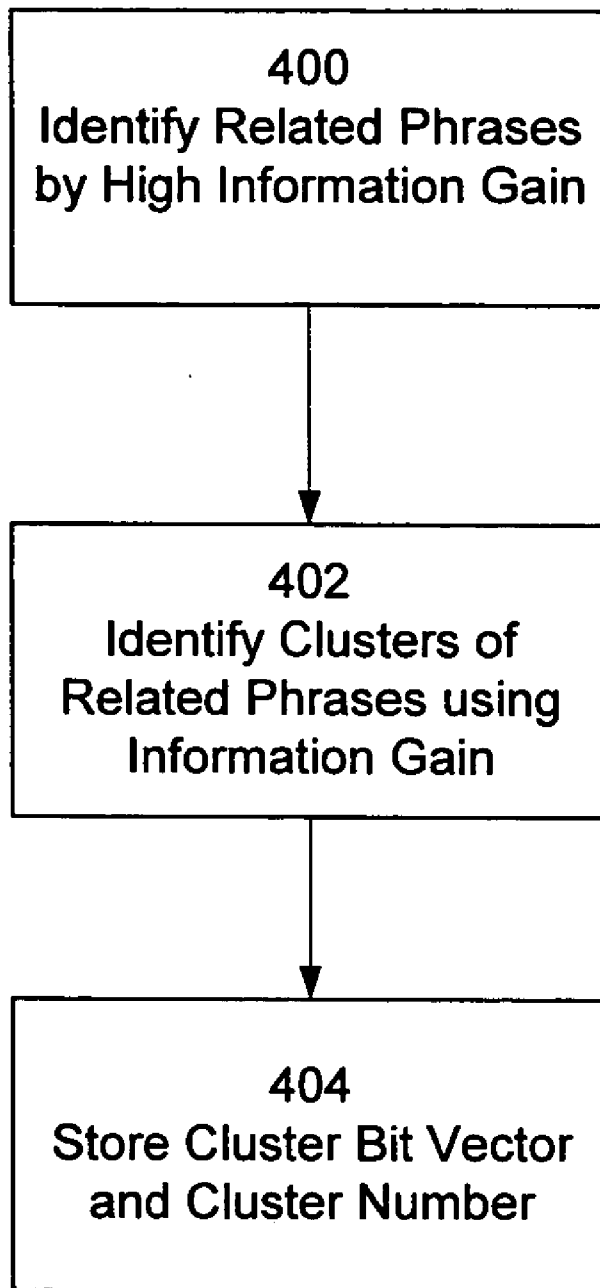 400
Identify Related Phrases
by High Information Gain
402
Identify Clusters of
Related Phrases using
Information Gain
404
Store Cluster Bit Vector
and Cluster Number